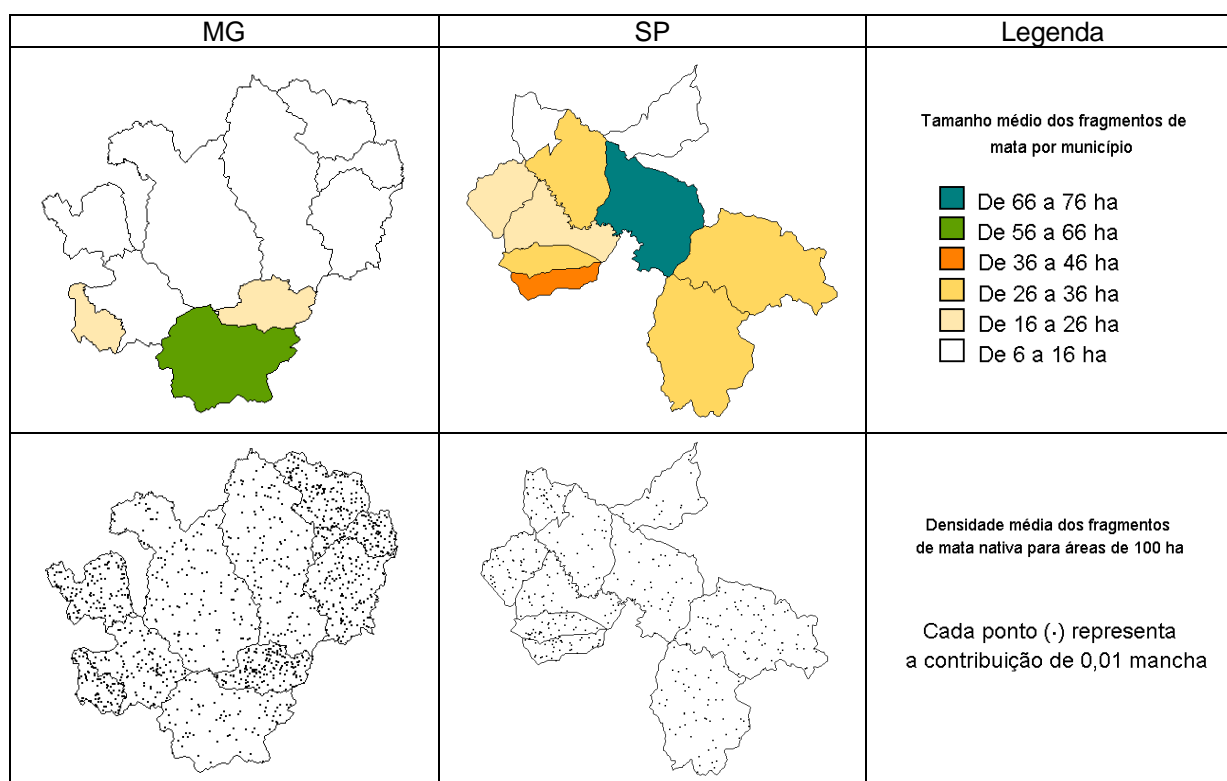 MG
SP
Legenda
Tamanho médio dos fragmentos de
mata por município
De 66 a 76 ha
De 56 a 66 ha
De 36 a 46 ha
De 26 a 36 ha
De 16 a 26 ha
De 6 a 16 ha
Densidade média dos fragmentos
de mata nativa para áreas de 100 ha
Cada ponto (·) representa
a contribuição de 0,01 mancha